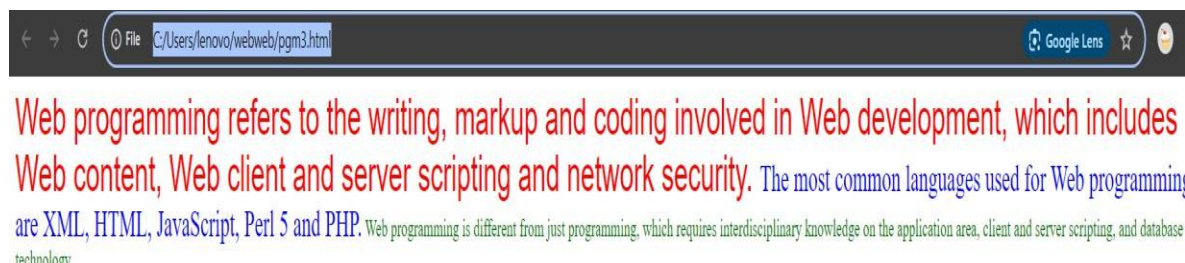 File C:/Users/lenovo/webweb/pgm3.html Google Lens
Web programming refers to the writing, markup and coding involved in Web development, which includes
Web content, Web client and server scripting and network security. The most common languages used for Web programming
are XML, HTML, JavaScript, Perl 5 and PHP. Web programming is different from just programming, which requires interdisciplinary knowledge on the application area, client and server scripting, and database
technology